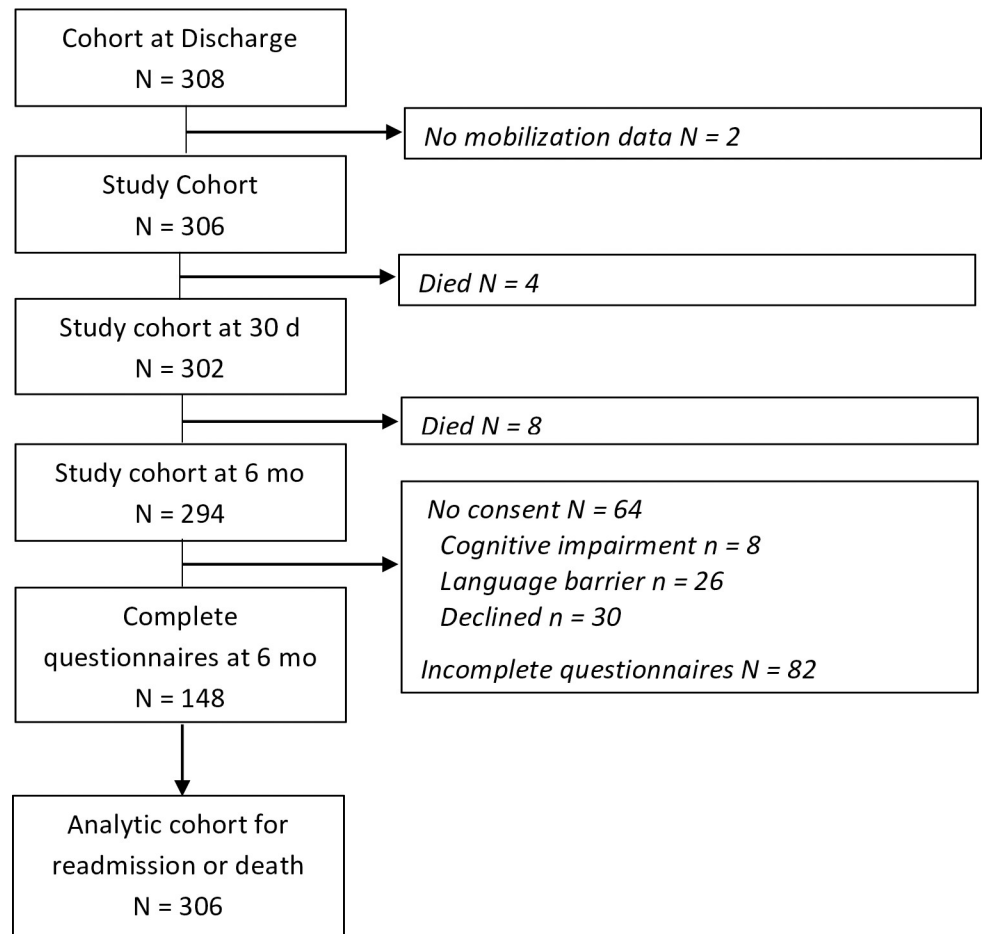 Cohort at Discharge
N = 308
No mobilization data N = 2
Study Cohort
N = 306
Died N = 4
Study cohort at 30 d
N = 302
Died N = 8
Study cohort at 6 mo
N = 294
No consent N = 64
Cognitive impairment n = 8
Language barrier n = 26
Declined n = 30
Incomplete questionnaires N = 82
Complete
questionnaires at 6 mo
N = 148
Analytic cohort for
readmission or death
N = 306